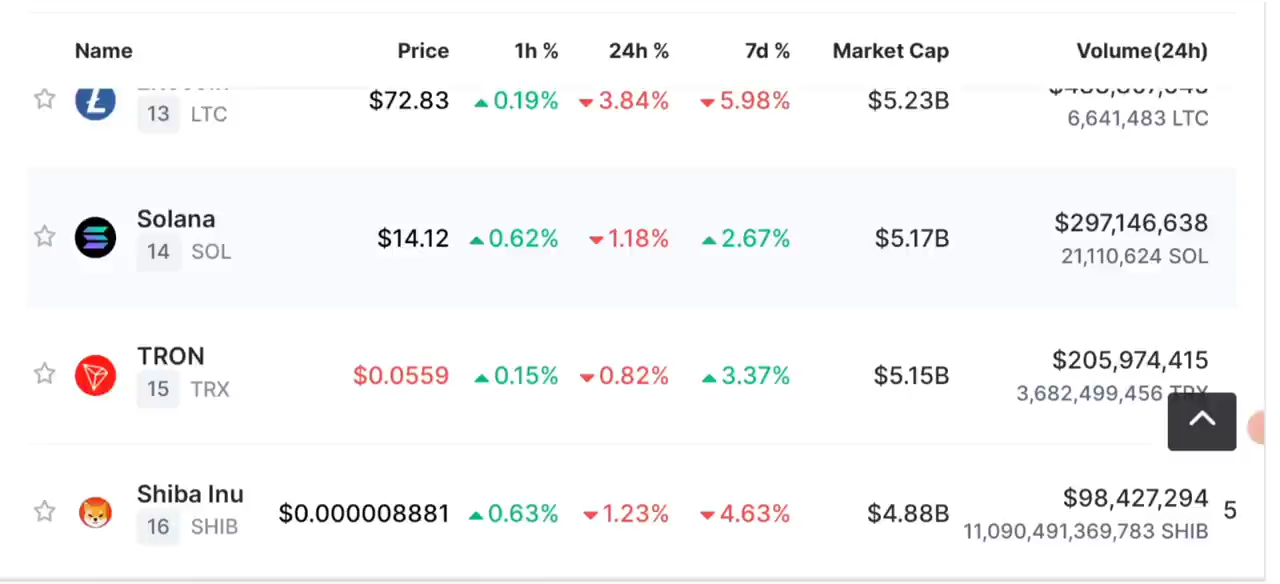 Name Price 1h % 24h % 7d % Market Cap Volume(24h)
$72.83 0.19% 3.84% 5.98% $5.23B
13 LTC 6,641,483 LTC
Solana $14.12 0.62% 1.18% 2.67% $5.17B $297,146,638
14 SOL 21,110,624 SOL
TRON $0.0559 0.15% 0.82% 3.37% $5.15B $205,974,415
15 TRX 3,682,499,456 TRX
Shiba Inu $0.000008881 0.63% 1.23% 4.63% $4.88B $98,427,294 5
16 SHIB 11,090,491,369,783 SHIB